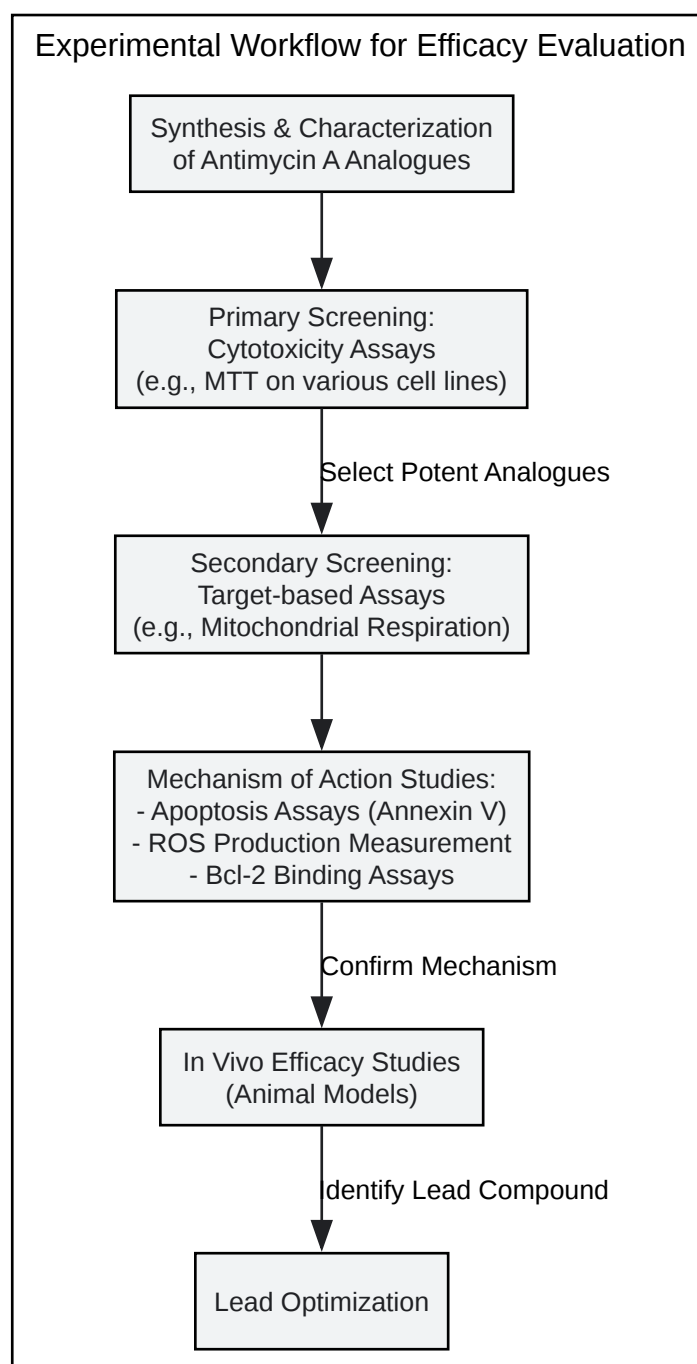 Experimental Workflow for Efficacy Evaluation
Synthesis & Characterization
of Antimycin A Analogues
Primary Screening:
Cytotoxicity Assays
(e.g., MTT on various cell lines)
Select Potent Analogues
Secondary Screening:
Target-based Assays
(e.g., Mitochondrial Respiration)
Mechanism of Action Studies:
- Apoptosis Assays (Annexin V)
- ROS Production Measurement
- Bcl-2 Binding Assays
Confirm Mechanism
In Vivo Efficacy Studies
(Animal Models)
Identify Lead Compound
Lead Optimization